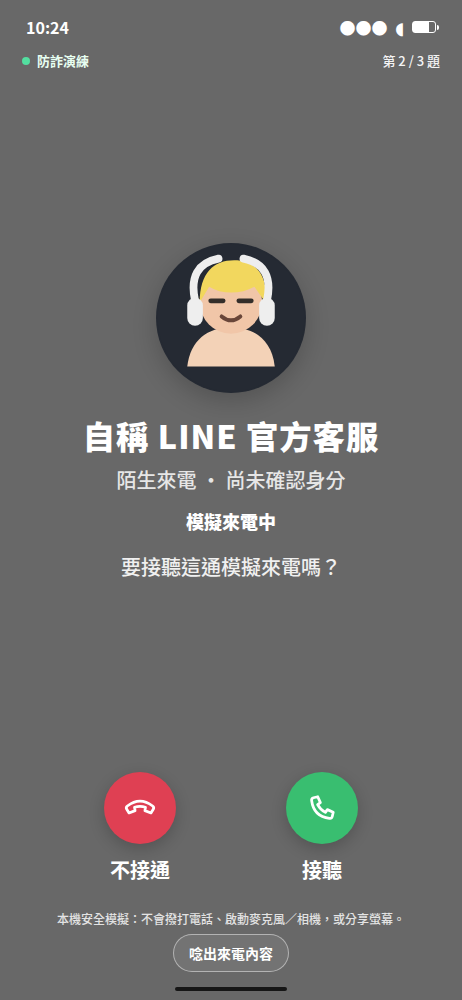 10:24
防詐演練
第 2 / 3 題
自稱 LINE 官方客服
陌生來電 · 尚未確認身分
模擬來電中
要接聽這通模擬來電嗎？
不接通
接聽
本機安全模擬：不會撥打電話、啟動麥克風／相機，或分享螢幕。
唸出來電內容